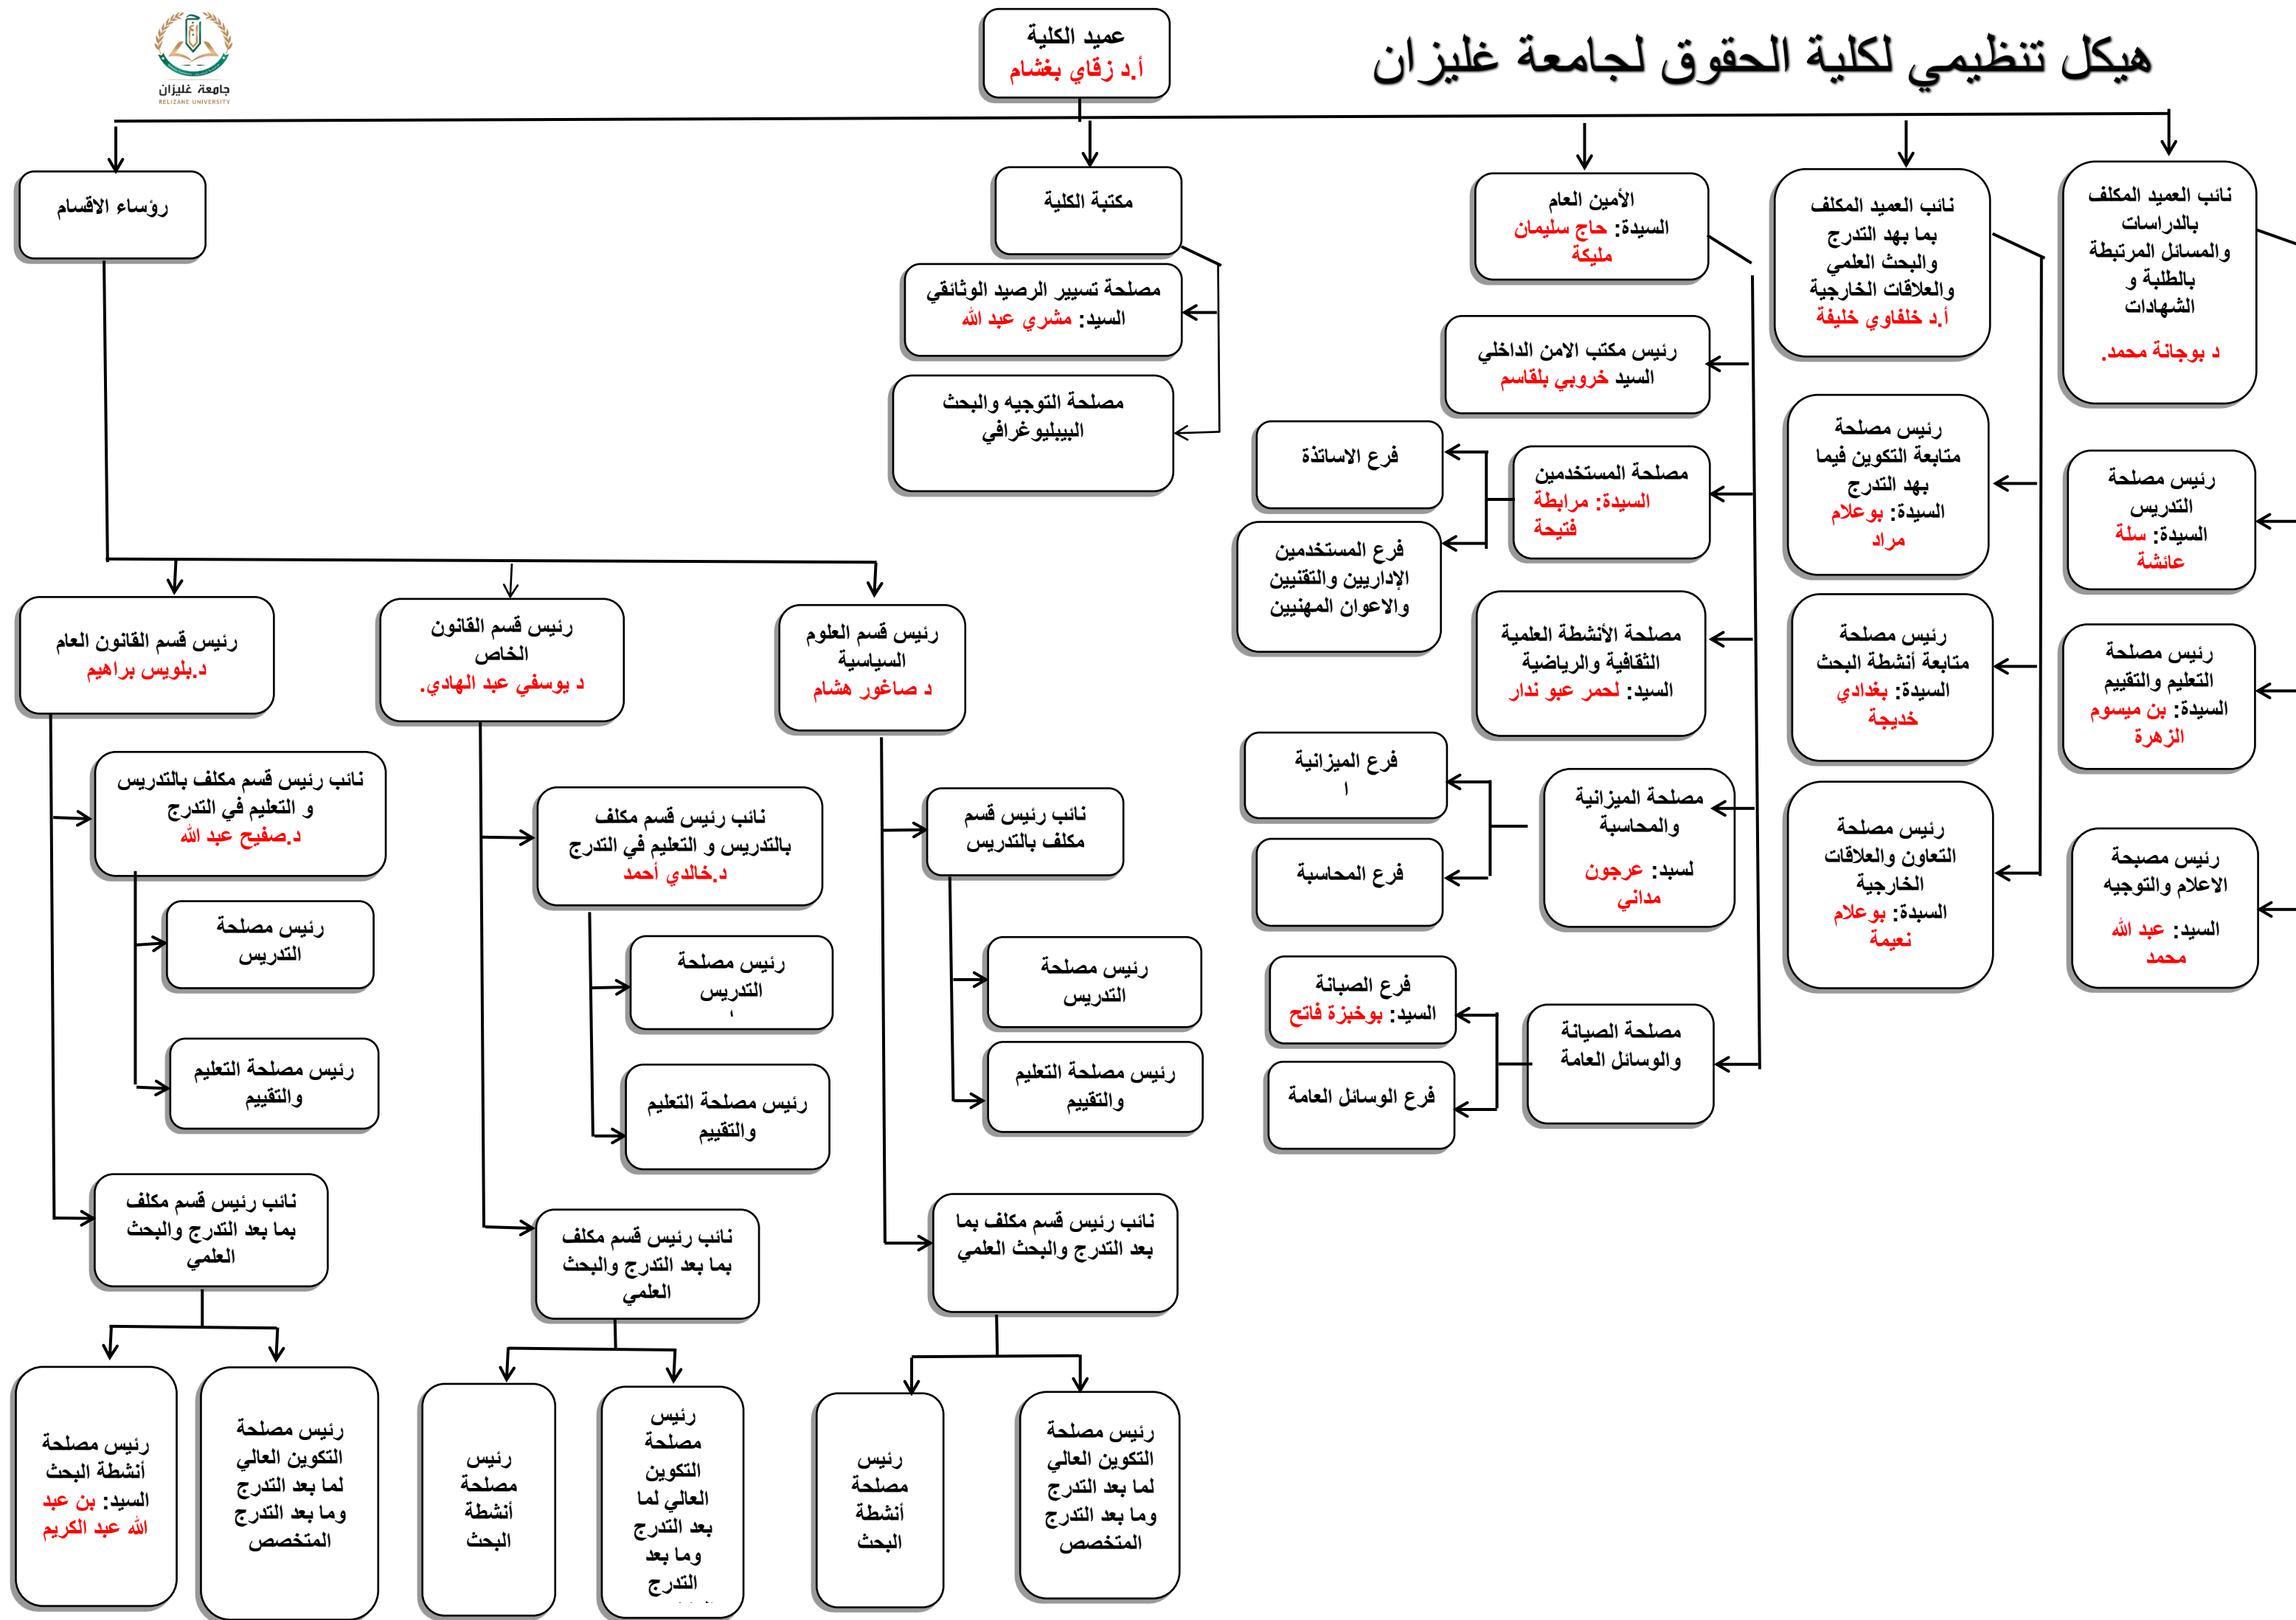 هيكل تنظيمي لكلية الحقوق لجامعة غليزان
جامعة غليزان
RELIZANE UNIVERSITY
عميد الكلية
أ.د زقاي بغشام
نائب العميد المكلف
بالدراسات
والمسائل المرتبطة
بالطلبة و
الشهادات
د بوجانة محمد.
رئيس مصلحة
التدريس
السيدة: سلة
عائشة
رئيس مصلحة
التعليم والتقييم
السيدة: بن ميسوم
الزهرة
رئيس مصبحة
الاعلام والتوجيه
السيد: عبد الله
محمد
نائب العميد المكلف
بما بهد التدرج
والبحث العلمي
والعلاقات الخارجية
أ.د خلفاوي خليفة
رئيس مصلحة
متابعة التكوين فيما
بهد التدرج
السيدة: بوعلام
مراد
رئيس مصلحة
متابعة أنشطة البحث
السيدة: بغدادي
خديجة
رئيس مصلحة
التعاون والعلاقات
الخارجية
السبدة: بوعلام
نعيمة
الأمين العام
السيدة: حاج سليمان
مليكة
رئيس مكتب الامن الداخلي
السيد خروبي بلقاسم
مصلحة المستخدمين
السيدة: مرابطة
فتيحة
فرع الاساتذة
فرع المستخدمين
الإداريين والتقنيين
والاعوان المهنيين
مصلحة الأنشطة العلمية
الثقافية والرياضية
السيد: لحمر عبو ندار
مصلحة الميزانية
والمحاسبة
لسبد: عرجون
مداني
فرع الميزانية
ا
فرع المحاسبة
مصلحة الصيانة
والوسائل العامة
فرع الصبانة
السيد: بوخبزة فاتح
فرع الوسائل العامة
مكتبة الكلية
مصلحة تسيير الرصيد الوثائقي
السيد: مشري عبد الله
مصلحة التوجيه والبحث
البيبليوغرافي
رؤساء الاقسام
رئيس قسم العلوم
السياسية
د صاغور هشام
نائب رئيس قسم
مكلف بالتدريس
رئيس مصلحة
التدريس
رئيس مصلحة التعليم
والتقييم
نائب رئيس قسم مكلف بما
بعد التدرج والبحث العلمي
رئيس مصلحة
التكوين العالي
لما بعد التدرج
وما بعد التدرج
المتخصص
رئيس
مصلحة
أنشطة
البحث
رئيس قسم القانون
الخاص
د يوسفي عبد الهادي.
نائب رئيس قسم مكلف
بالتدريس و التعليم في التدرج
د.خالدي أحمد
رئيس مصلحة
التدريس
رئيس مصلحة التعليم
والتقييم
نائب رئيس قسم مكلف
بما بعد التدرج والبحث
العلمي
رئيس
مصلحة
التكوين
العالي لما
بعد التدرج
وما بعد
التدرج
رئيس
مصلحة
أنشطة
البحث
رئيس قسم القانون العام
د.بلويس براهيم
نائب رئيس قسم مكلف بالتدريس
و التعليم في التدرج
د.صفيح عبد الله
رئيس مصلحة
التدريس
رئيس مصلحة التعليم
والتقييم
نائب رئيس قسم مكلف
بما بعد التدرج والبحث
العلمي
رئيس مصلحة
التكوين العالي
لما بعد التدرج
وما بعد التدرج
المتخصص
رئيس مصلحة
أنشطة البحث
السيد: بن عبد
الله عبد الكريم